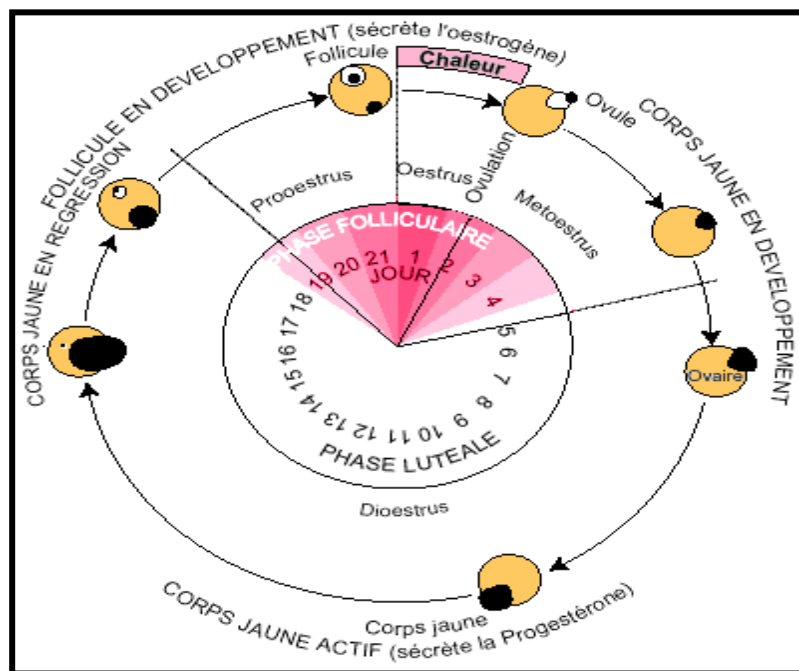 FOLLICULE EN DEVELOPPEMENT (sécrète l'oestrogène)
Follicule
Chaleur
Ovule
CORPS JAUNE EN DEVELOPPEMENT
Prooestrus
Oestrus
Ovulation
Metoestrus
PHASE FOLLICULAIRE
JOUR
1
2
3
4
5
6
7
8
9
10
11
12
13
14
15
16
17
18
19
20
21
PHASE LUTEALE
Dioestrus
Ovaire
Corps jaune
CORPS JAUNE ACTIF (sécrète la Progestérone)
CORPS JAUNE EN REGRESSION